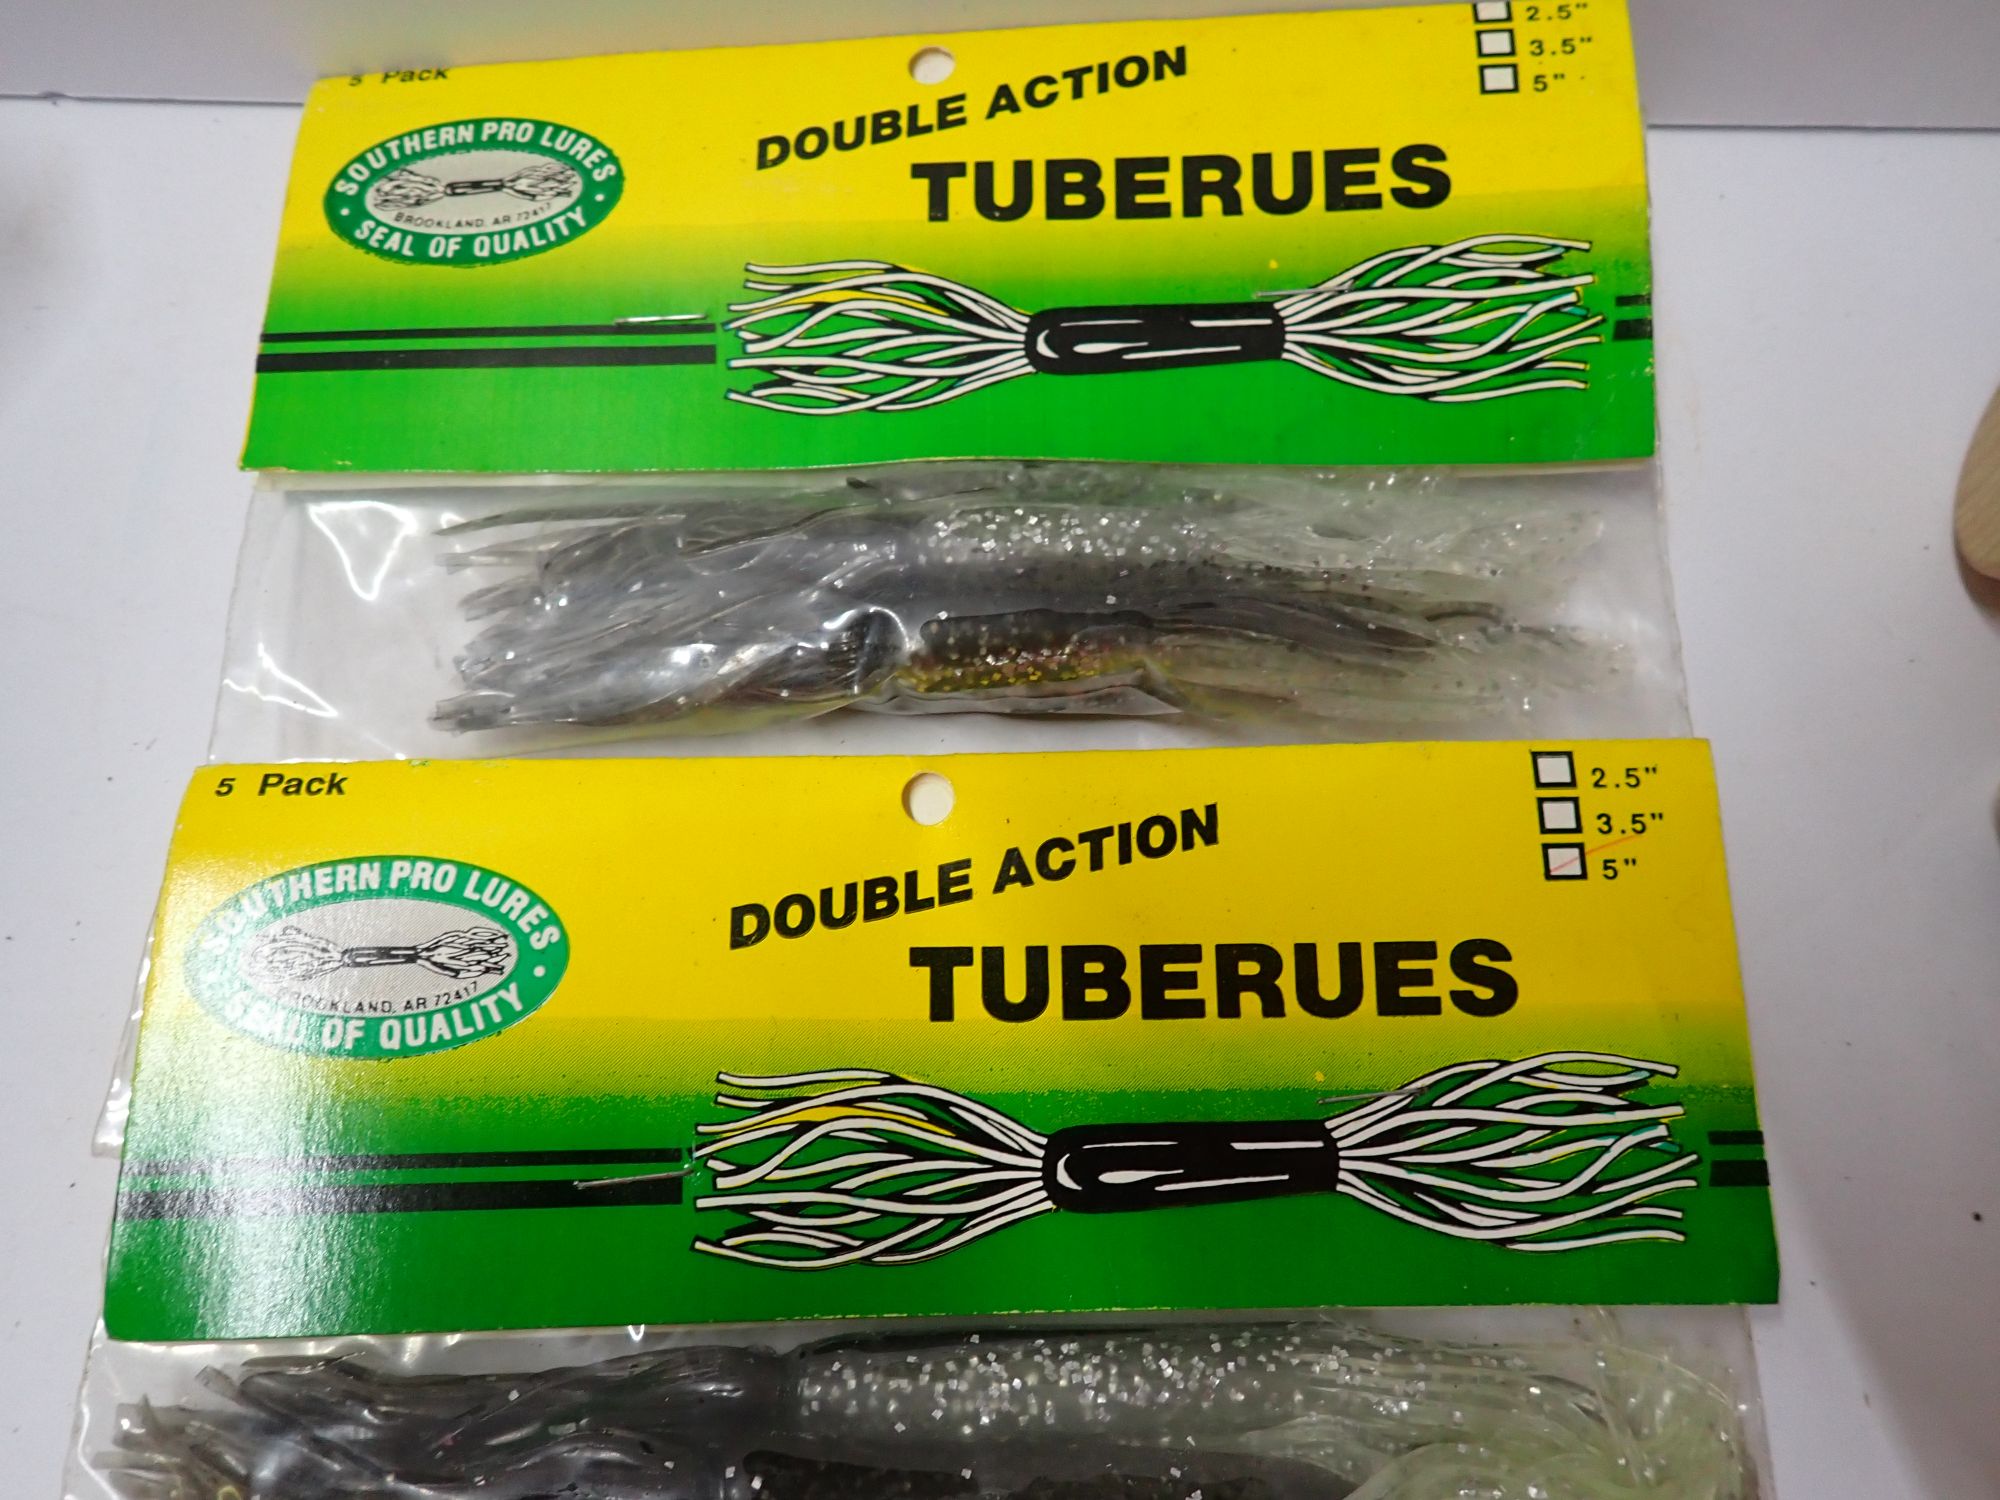 5 Pack
2.5"
3.5"
5"
DOUBLE ACTION
TUBERUES
SOUTHERN PRO LURES
BROOKLAND, AR 72417
• SEAL OF QUALITY •
5 Pack
2.5"
3.5"
5"
DOUBLE ACTION
TUBERUES
SOUTHERN PRO LURES
BROOKLAND, AR 72417
SEAL OF QUALITY •